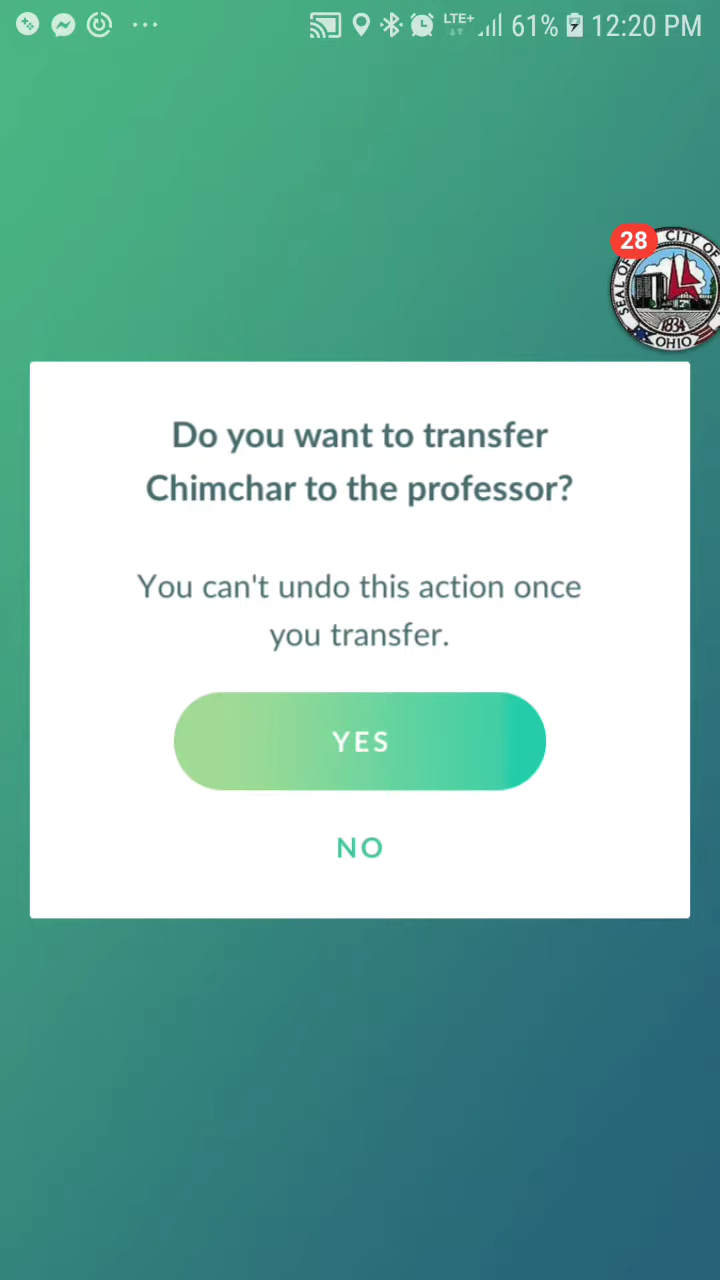 LTE+ 61% 12:20 PM
28
SEAL OF CITY OF
1834
OHIO
Do you want to transfer
Chimchar to the professor?
You can't undo this action once
you transfer.
YES
NO